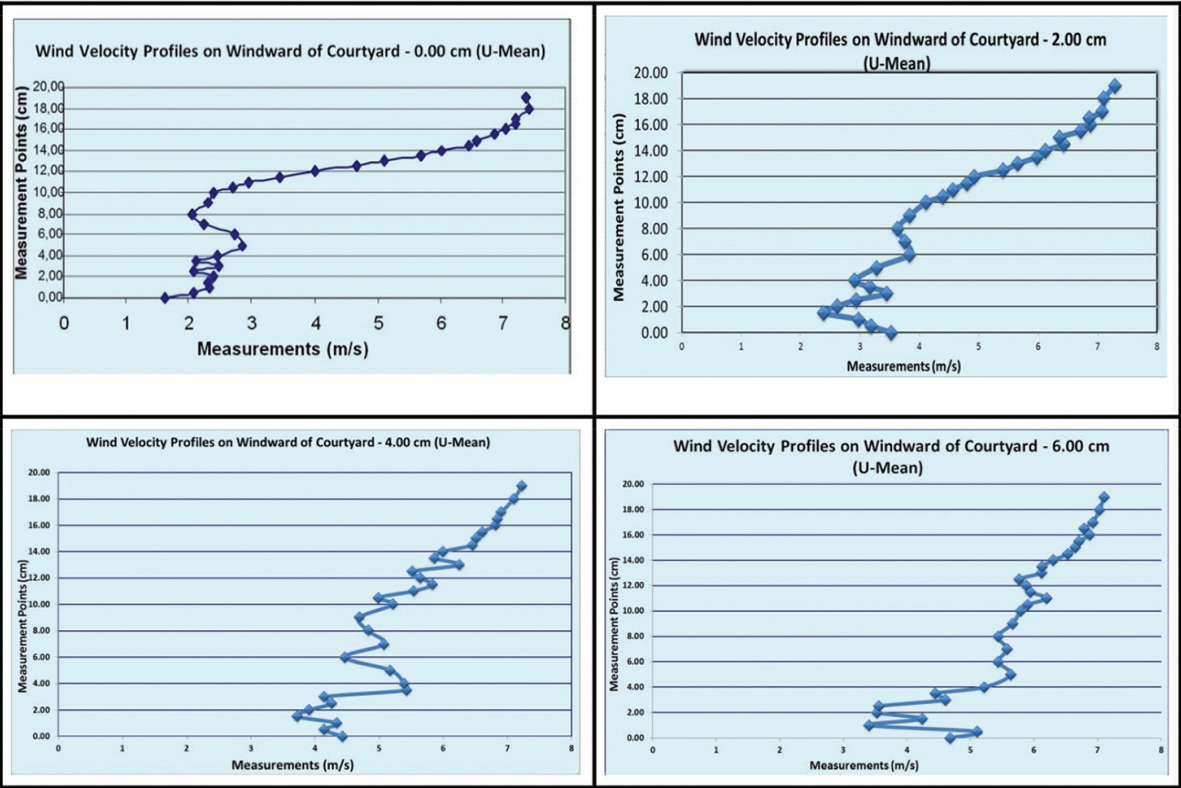 Wind Velocity Profiles on Windward of Courtyard - 0.00 cm (U-Mean)
Measurement Points (cm)
20,00
18,00
16,00
14,00
12,00
10,00
8,00
6,00
4,00
2,00
0,00
0 1 2 3 4 5 6 7 8
Measurements (m/s)
Wind Velocity Profiles on Windward of Courtyard - 2.00 cm
(U-Mean)
Measurement Points (cm)
20.00
18.00
16.00
14.00
12.00
10.00
8.00
6.00
4.00
2.00
0.00
0 1 2 3 4 5 6 7 8
Measurements (m/s)
Wind Velocity Profiles on Windward of Courtyard - 4.00 cm (U-Mean)
Measurement Points (cm)
20.00
18.00
16.00
14.00
12.00
10.00
8.00
6.00
4.00
2.00
0.00
0 1 2 3 4 5 6 7 8
Measurements (m/s)
Wind Velocity Profiles on Windward of Courtyard - 6.00 cm
(U-Mean)
Measurement Points (cm)
20.00
18.00
16.00
14.00
12.00
10.00
8.00
6.00
4.00
2.00
0.00
0 1 2 3 4 5 6 7 8
Measurements (m/s)